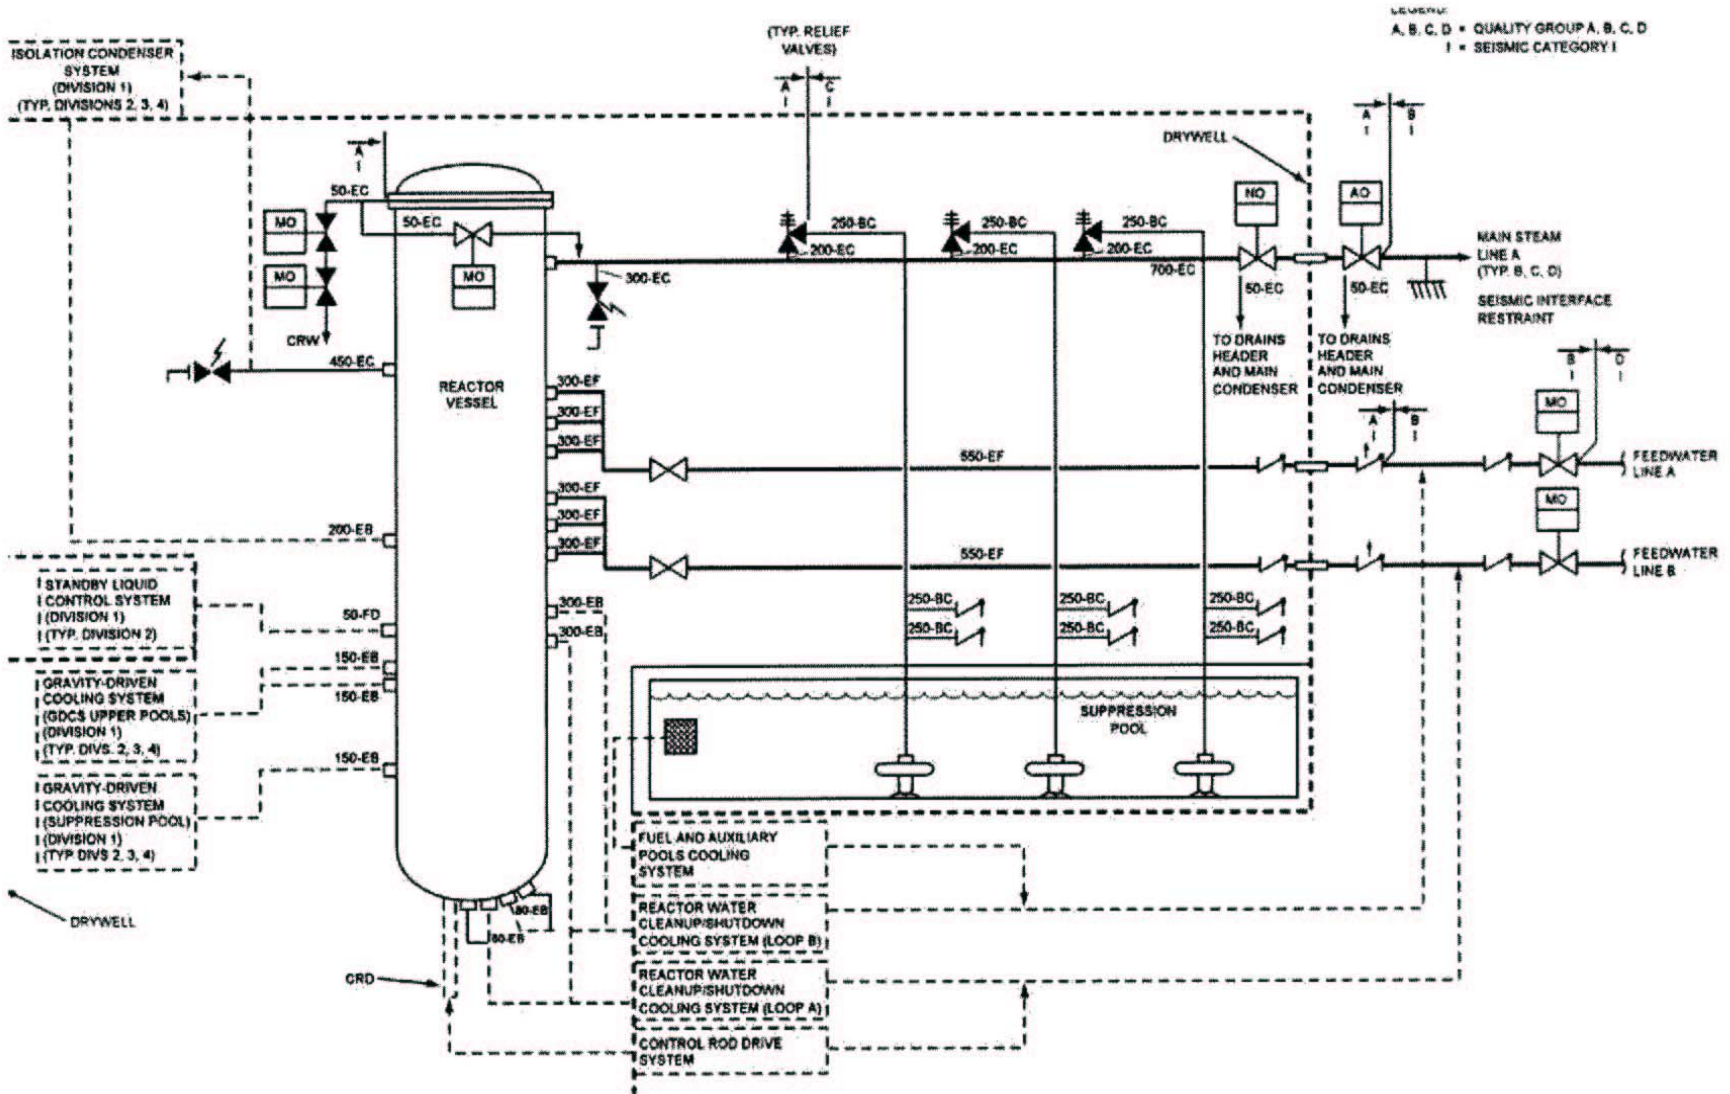 LEGEND:
A, B, C, D = QUALITY GROUP A, B, C, D
I = SEISMIC CATEGORY I
(TYP. RELIEF
VALVES)
A C
I I
ISOLATION CONDENSER
SYSTEM
(DIVISION 1)
(TYP. DIVISIONS 2, 3, 4)
A
I
DRYWELL
A B
I I
50-EC
50-EC
MO
MO
MO
CRW
450-EC
REACTOR
VESSEL
300-EC
250-BC
200-EC
250-BC
200-EC
250-BC
200-EC
700-EC
NO
AO
50-EC
50-EC
MAIN STEAM
LINE A
(TYP. B, C, D)
SEISMIC INTERFACE
RESTRAINT
TO DRAINS
HEADER
AND MAIN
CONDENSER
TO DRAINS
HEADER
AND MAIN
CONDENSER
B D
I I
A B
I I
MO
300-EF
300-EF
300-EF
550-EF
FEEDWATER
LINE A
300-EF
300-EF
300-EF
550-EF
MO
FEEDWATER
LINE B
200-EB
STANDBY LIQUID
CONTROL SYSTEM
(DIVISION 1)
(TYP. DIVISION 2)
50-FD
150-EB
150-EB
GRAVITY-DRIVEN
COOLING SYSTEM
(GDCS UPPER POOLS)
(DIVISION 1)
(TYP. DIVS. 2, 3, 4)
150-EB
GRAVITY-DRIVEN
COOLING SYSTEM
(SUPPRESSION POOL)
(DIVISION 1)
(TYP DIVS 2, 3, 4)
DRYWELL
300-EB
300-EB
250-BC
250-BC
250-BC
250-BC
250-BC
250-BC
SUPPRESSION
POOL
80-EB
CRD
FUEL AND AUXILIARY
POOLS COOLING
SYSTEM
REACTOR WATER
CLEANUP/SHUTDOWN
COOLING SYSTEM (LOOP B)
REACTOR WATER
CLEANUP/SHUTDOWN
COOLING SYSTEM (LOOP A)
CONTROL ROD DRIVE
SYSTEM